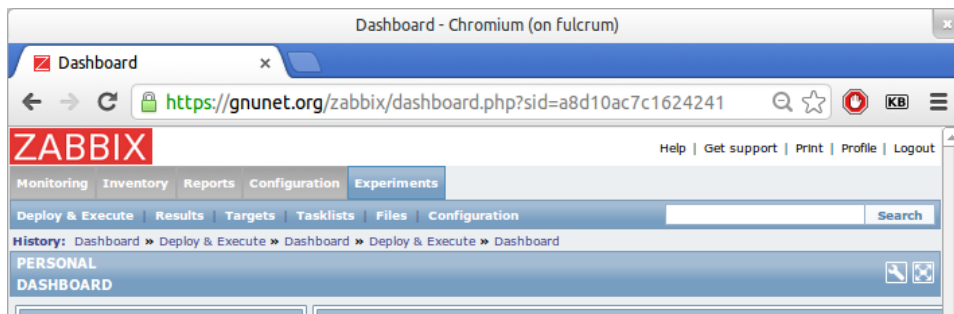 Dashboard - Chromium (on fulcrum)
Dashboard
https://gnunet.org/zabbix/dashboard.php?sid=a8d10ac7c1624241
KB
ZABBIX
Help | Get support | Print | Profile | Logout
Monitoring Inventory Reports Configuration Experiments
Deploy & Execute | Results | Targets | Tasklists | Files | Configuration Search
History: Dashboard » Deploy & Execute » Dashboard » Deploy & Execute » Dashboard
PERSONAL
DASHBOARD